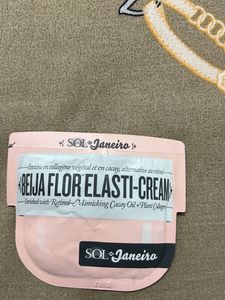 SOL de Janeiro
Enrichi en collagène végétal et en cacay, alternative au rétinol
BEIJA FLOR ELASTI-CREAM
Enriched with Retinol-Mimicking Cacay Oil + Plant Collagen
SOL de Janeiro